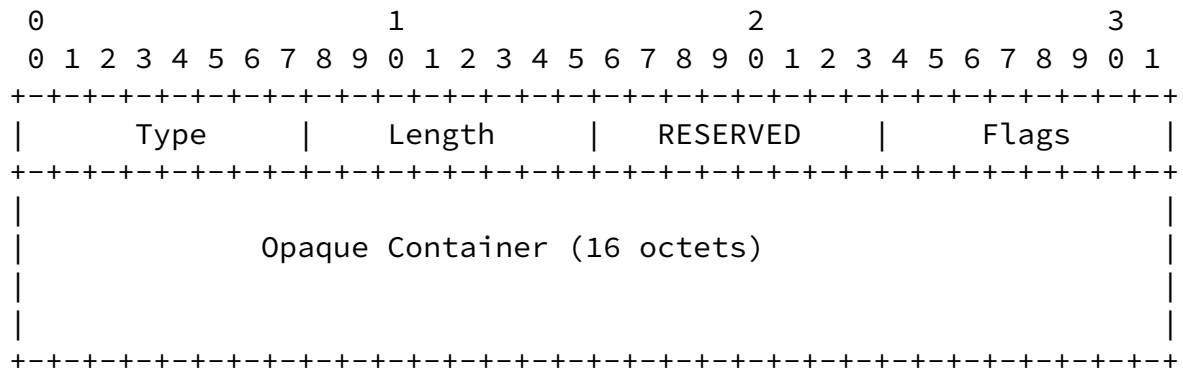 0                   1                   2                   3
 0 1 2 3 4 5 6 7 8 9 0 1 2 3 4 5 6 7 8 9 0 1 2 3 4 5 6 7 8 9 0 1
+-+-+-+-+-+-+-+-+-+-+-+-+-+-+-+-+-+-+-+-+-+-+-+-+-+-+-+-+-+-+-+-+
|      Type     |    Length     |   RESERVED    |     Flags     |
+-+-+-+-+-+-+-+-+-+-+-+-+-+-+-+-+-+-+-+-+-+-+-+-+-+-+-+-+-+-+-+-+
|                                                               |
|             Opaque Container (16 octets)                      |
|                                                               |
|                                                               |
+-+-+-+-+-+-+-+-+-+-+-+-+-+-+-+-+-+-+-+-+-+-+-+-+-+-+-+-+-+-+-+-+